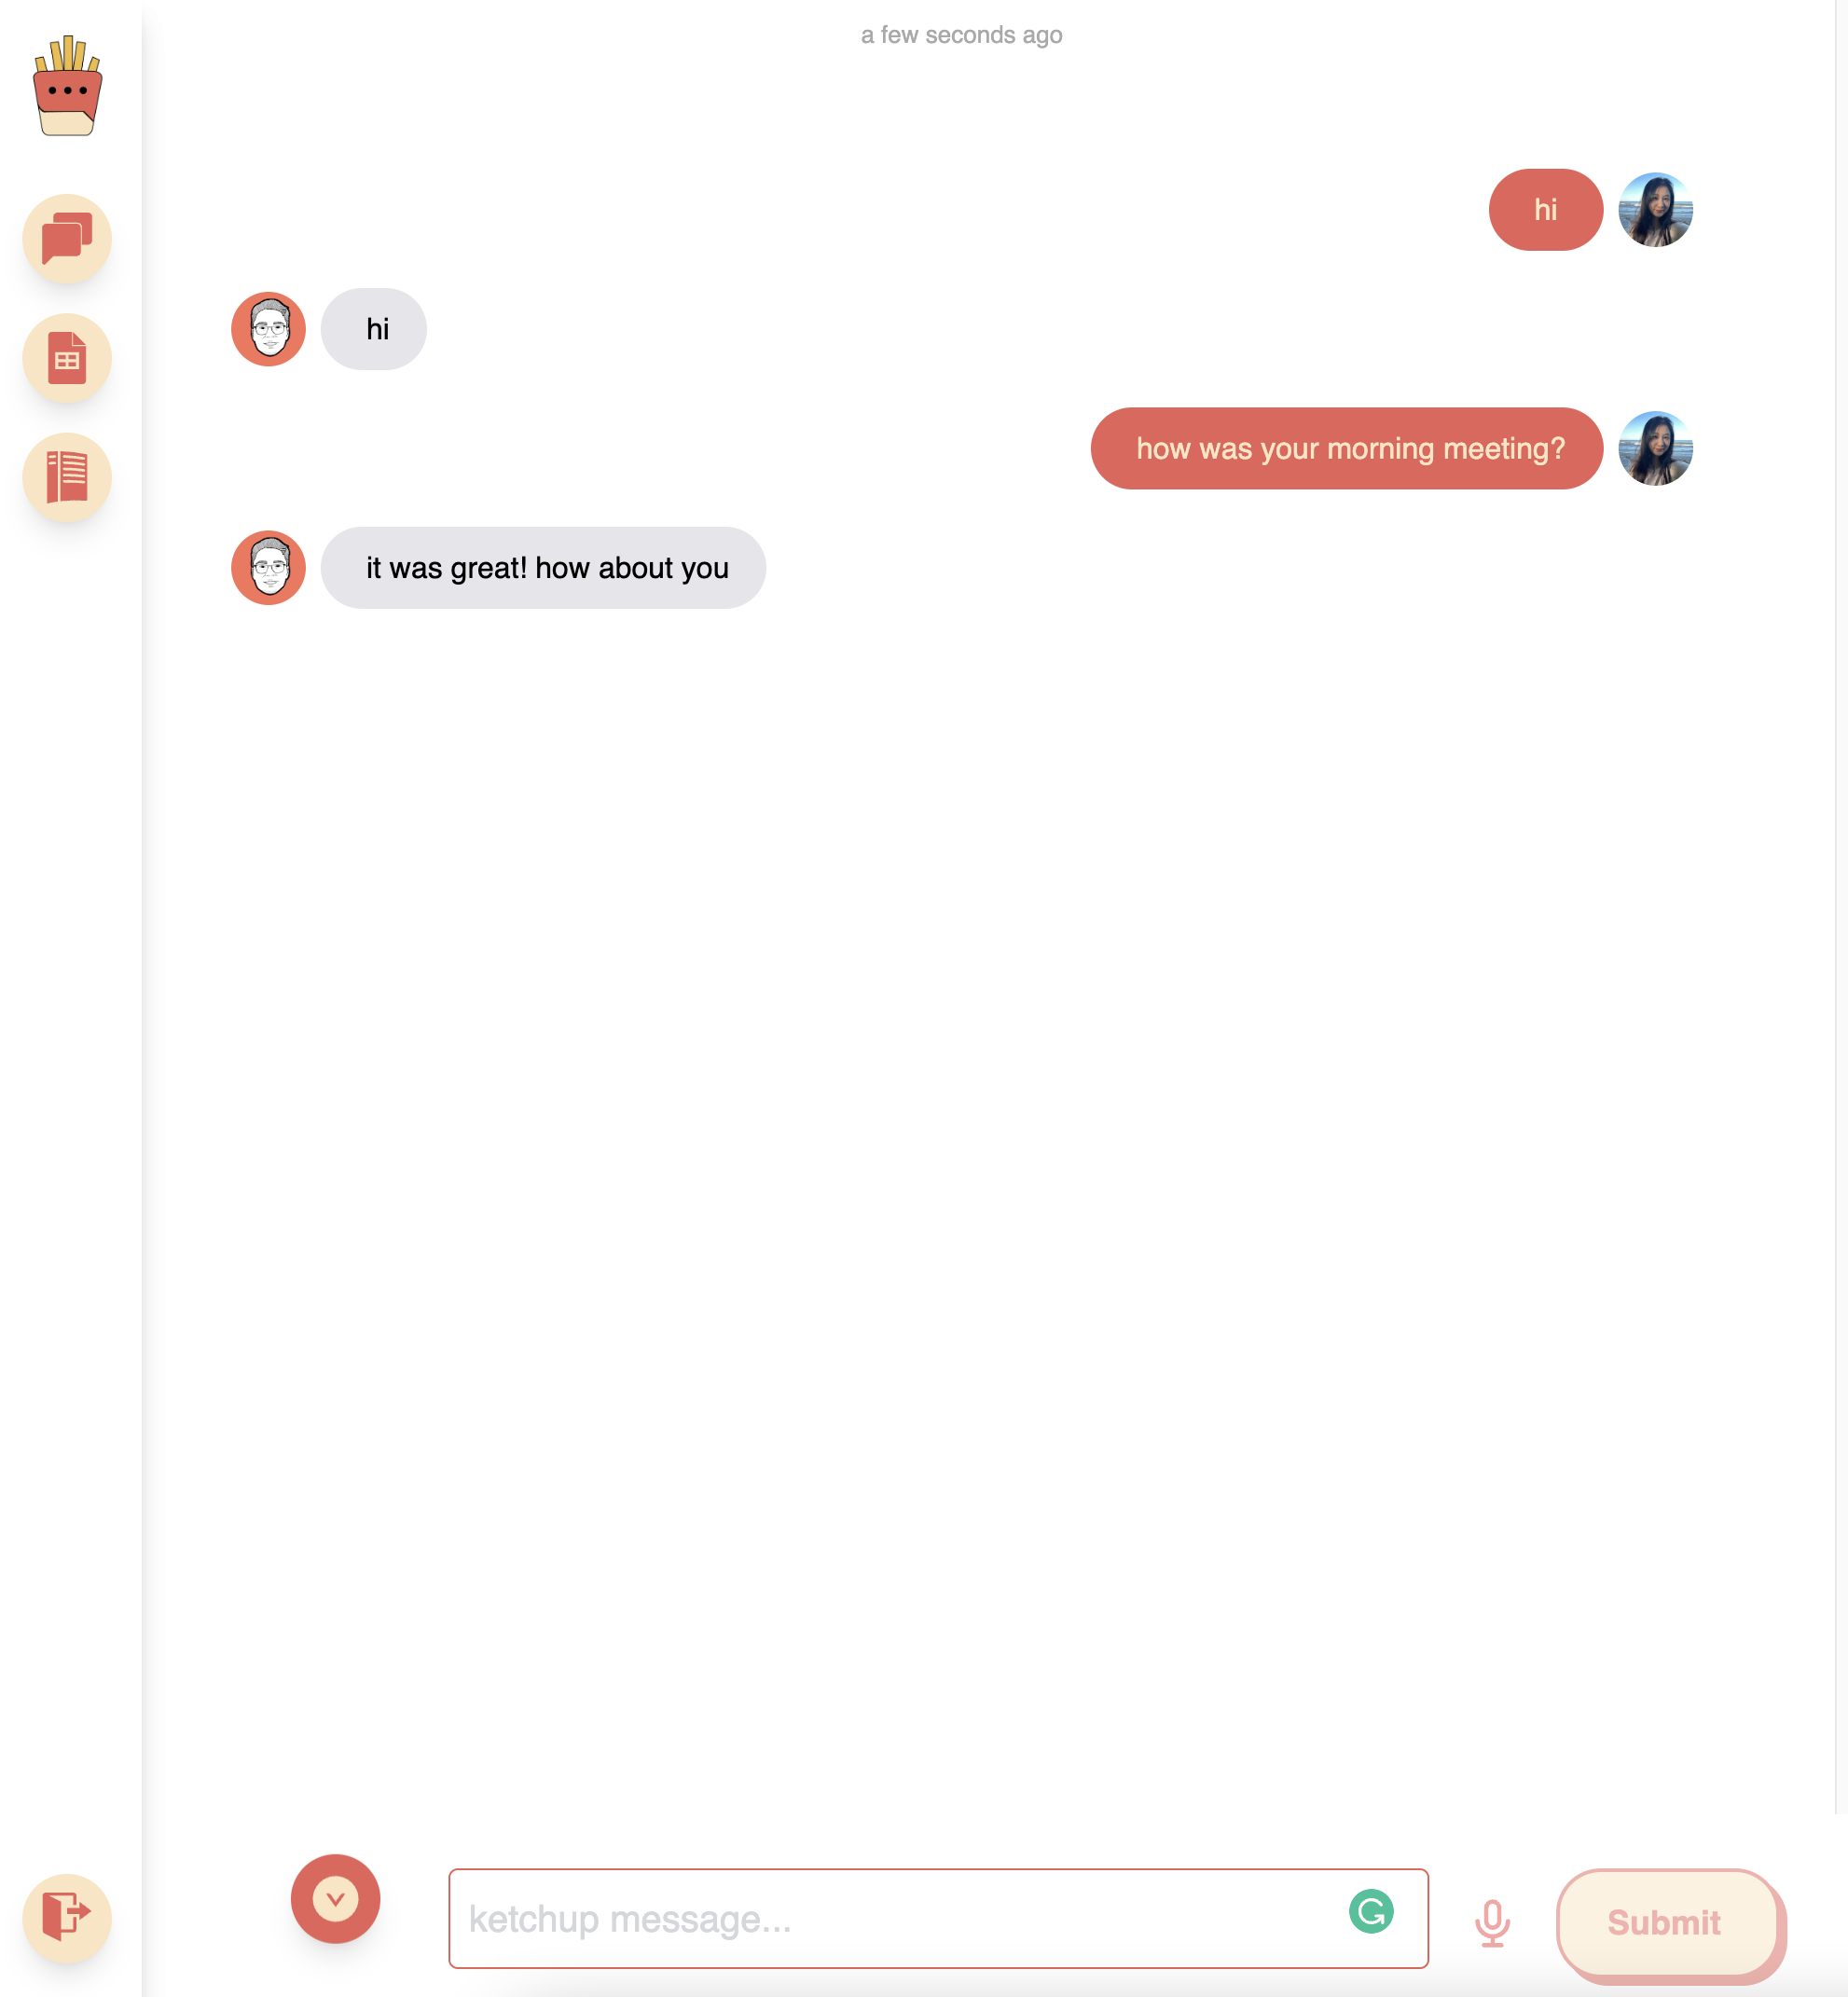 a few seconds ago
hi
hi
how was your morning meeting?
it was great! how about you
ketchup message...
Submit